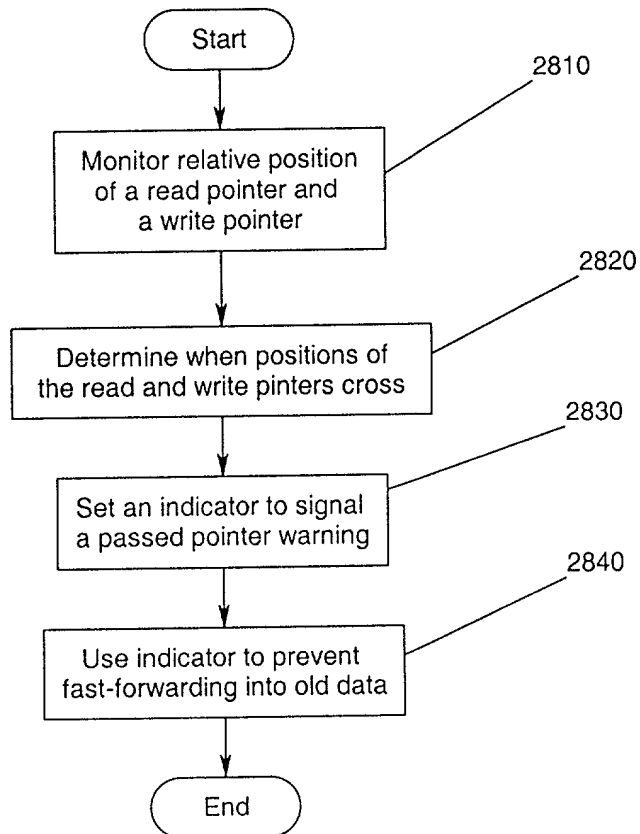 Start
2810
Monitor relative position
of a read pointer and
a write pointer
2820
Determine when positions of
the read and write pinters cross
2830
Set an indicator to signal
a passed pointer warning
2840
Use indicator to prevent
fast-forwarding into old data
End